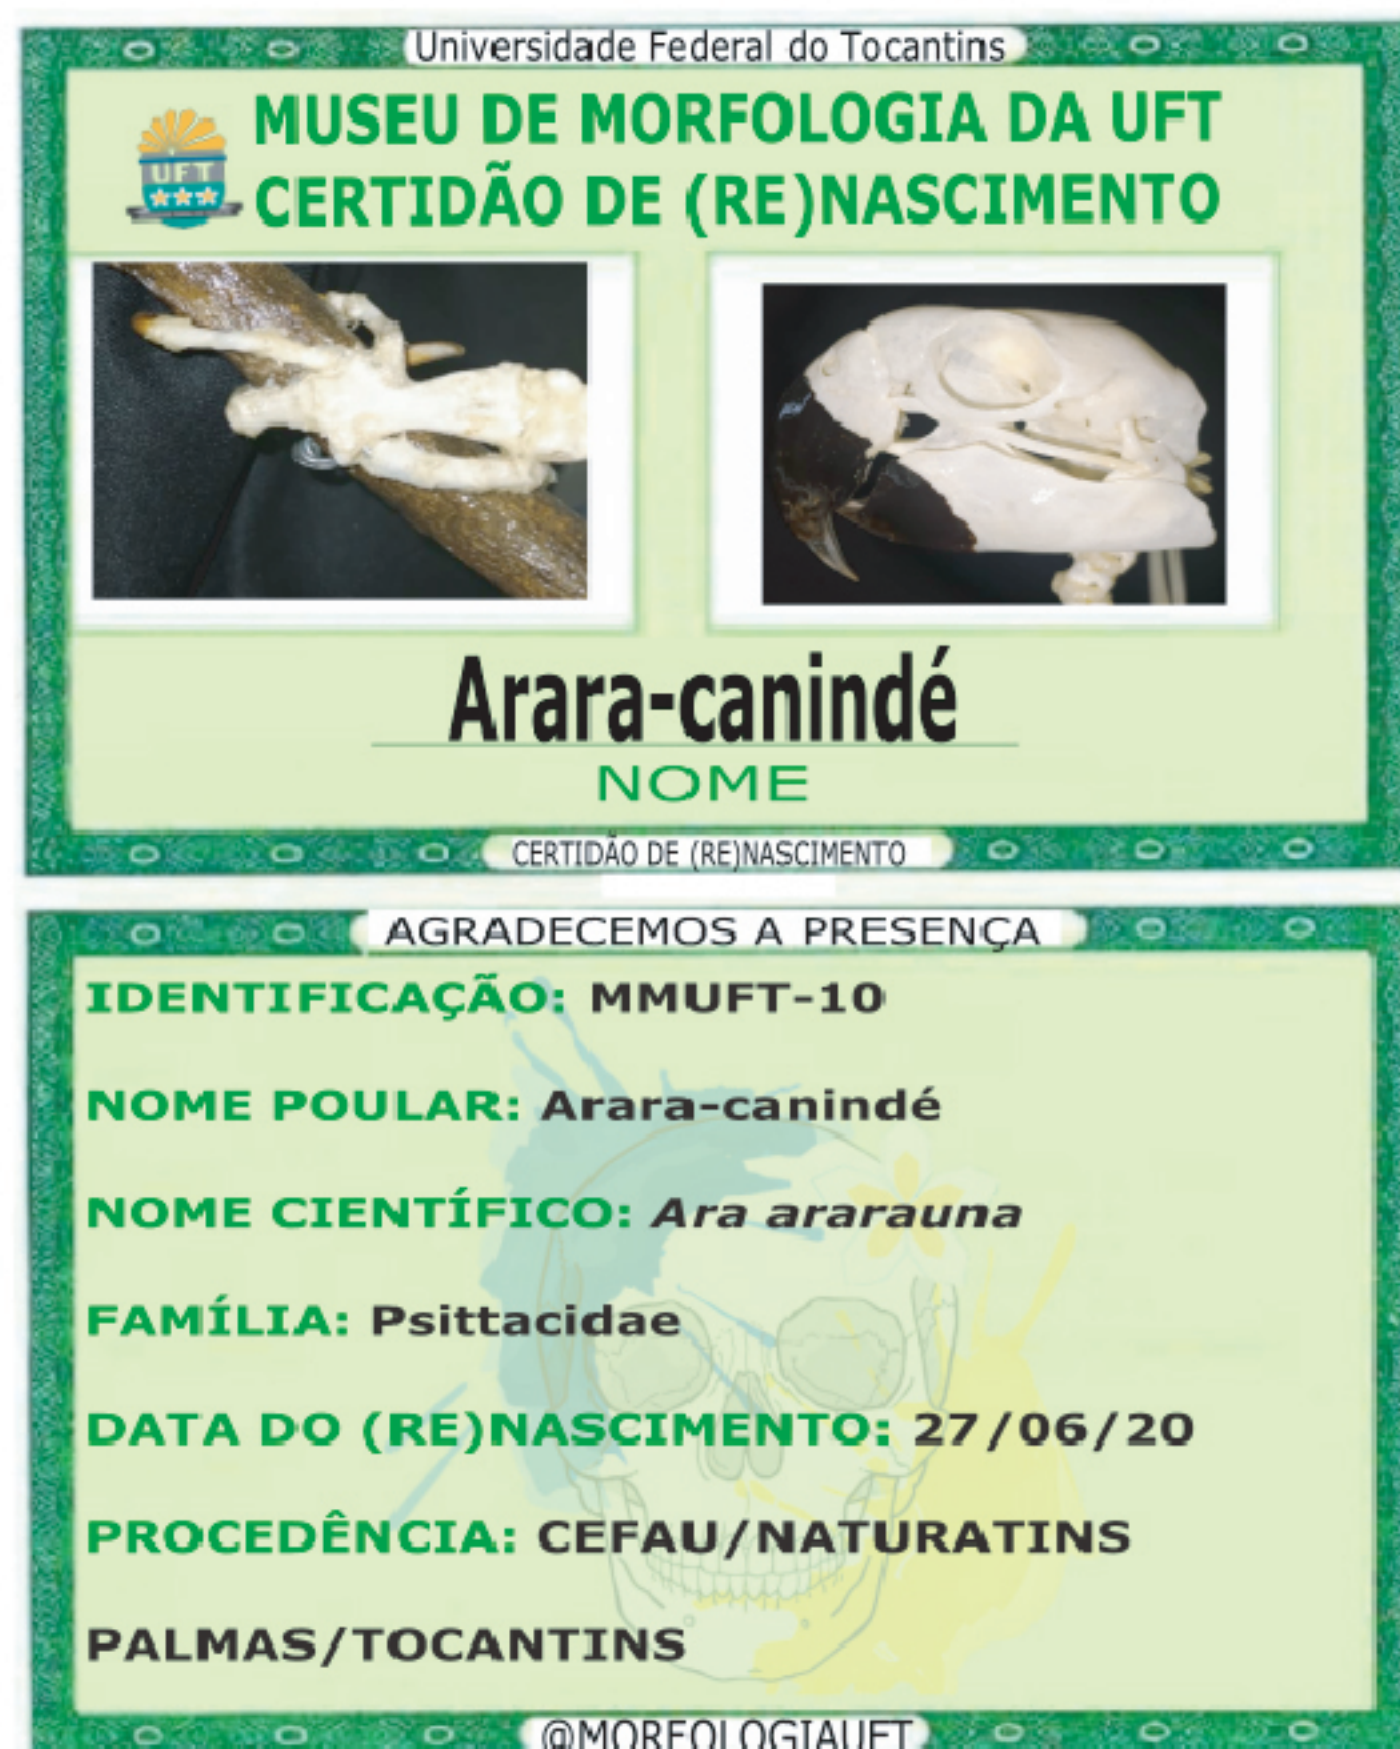 Universidade Federal do Tocantins
MUSEU DE MORFOLOGIA DA UFT
UFT
CERTIDÃO DE (RE)NASCIMENTO
Arara-canindé
NOME
CERTIDÃO DE (RE)NASCIMENTO
AGRADECEMOS A PRESENÇA
IDENTIFICAÇÃO: MMUFT-10
NOME POULAR: Arara-canindé
NOME CIENTÍFICO: Ara ararauna
FAMÍLIA: Psittacidae
DATA DO (RE)NASCIMENTO: 27/06/20
PROCEDÊNCIA: CEFAU/NATURATINS
PALMAS/TOCANTINS
@MORFOLOGIAUFT